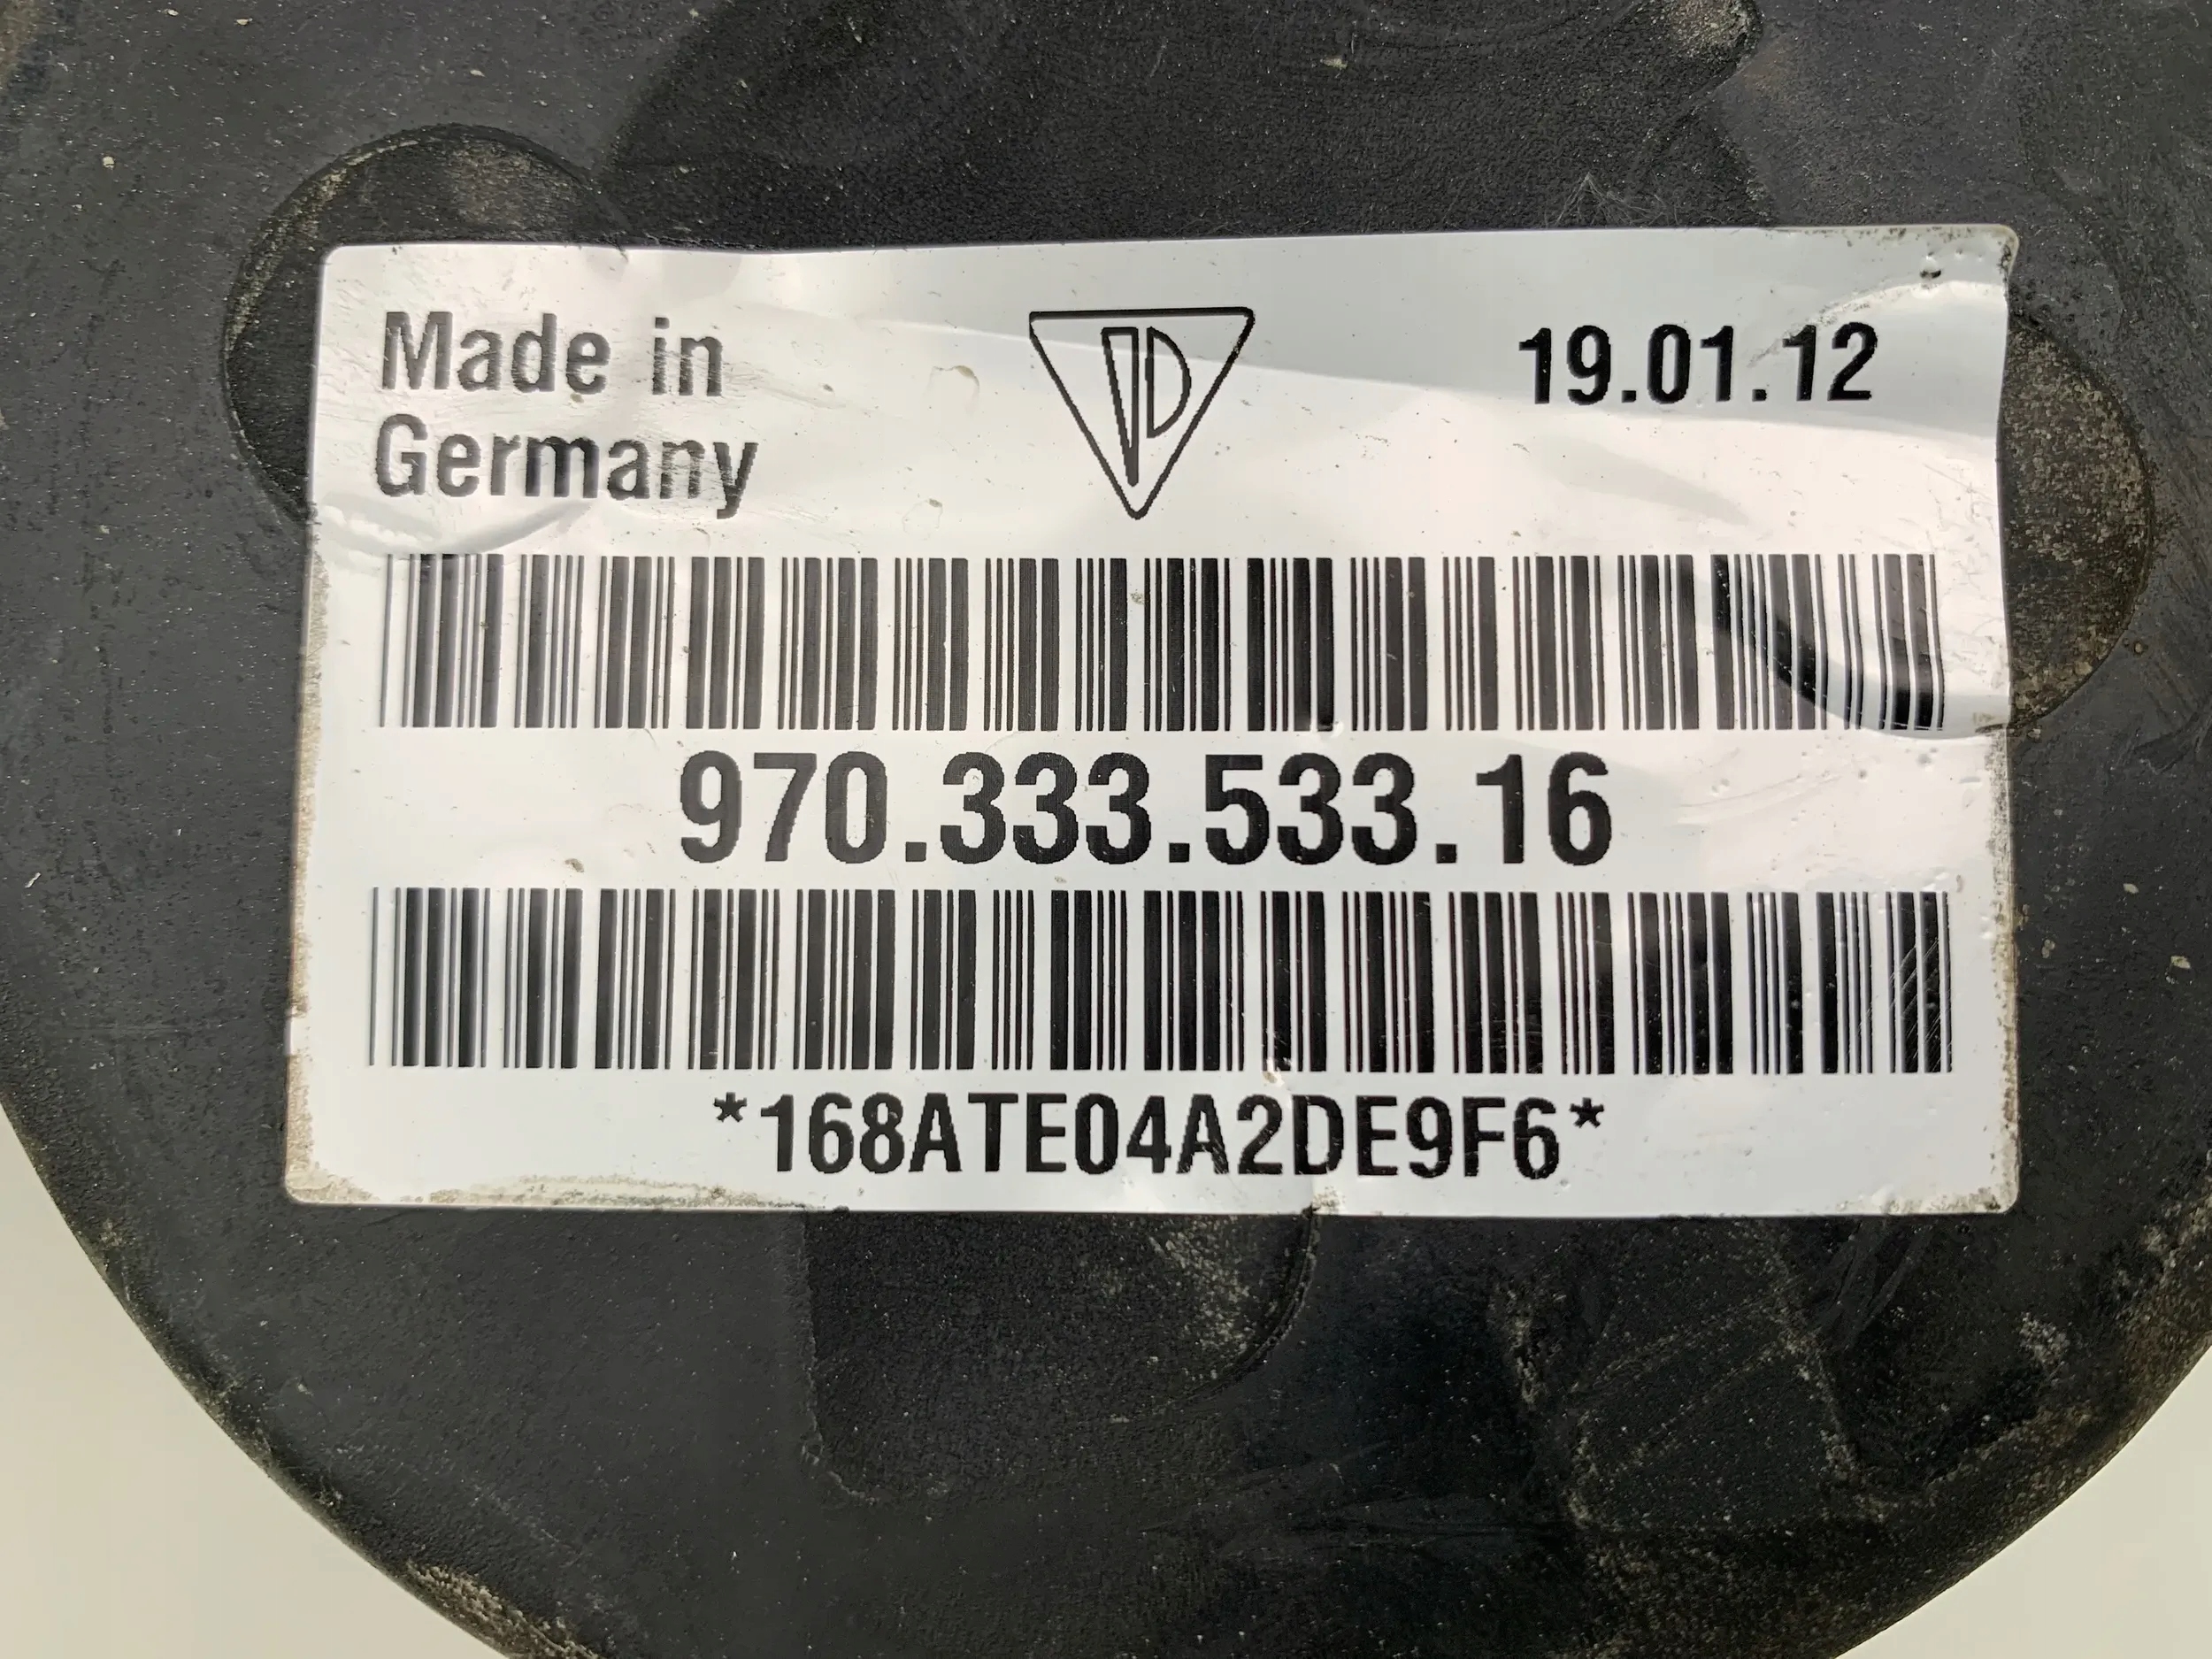 Made in
Germany
19.01.12
970.333.533.16
*168ATE04A2DE9F6*